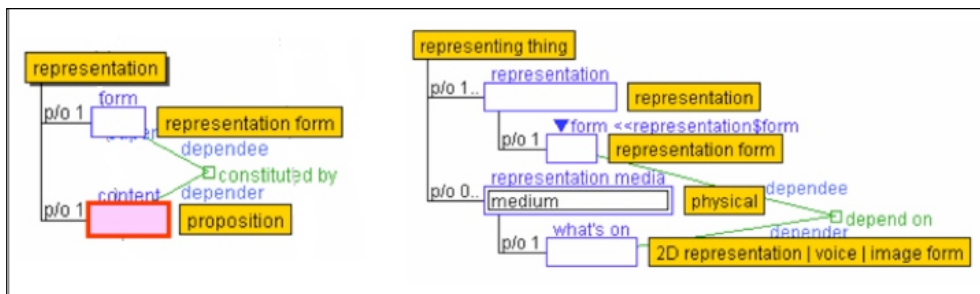 representation
p/o 1
form
representation form
dependee
constituted by
depender
p/o 1
content
proposition
representing thing
p/o 1..
representation
representation
p/o 1
▼form <<representation$form
representation form
p/o 0..
representation media
medium
physical
dependee
depend on
depender
p/o 1
what's on
2D representation | voice | image form